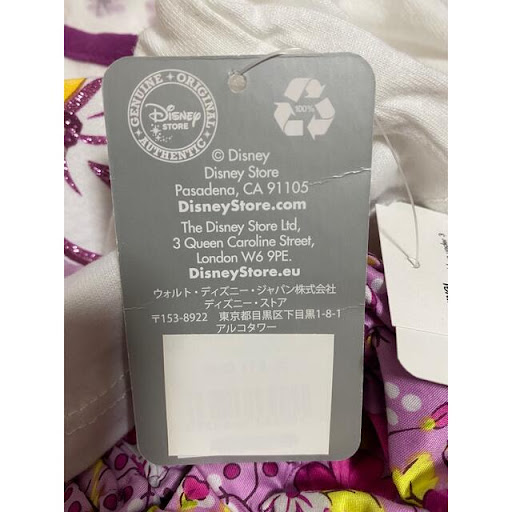 GENUINE • ORIGINAL
Disney
STORE
AUTHENTIC
100%
© Disney
Disney Store
Pasadena, CA 91105
DisneyStore.com
The Disney Store Ltd,
3 Queen Caroline Street,
London W6 9PE.
DisneyStore.eu
ウォルト・ディズニー・ジャパン株式会社
ディズニー・ストア
〒153-8922 東京都目黒区下目黒1-8-1
アルコタワー